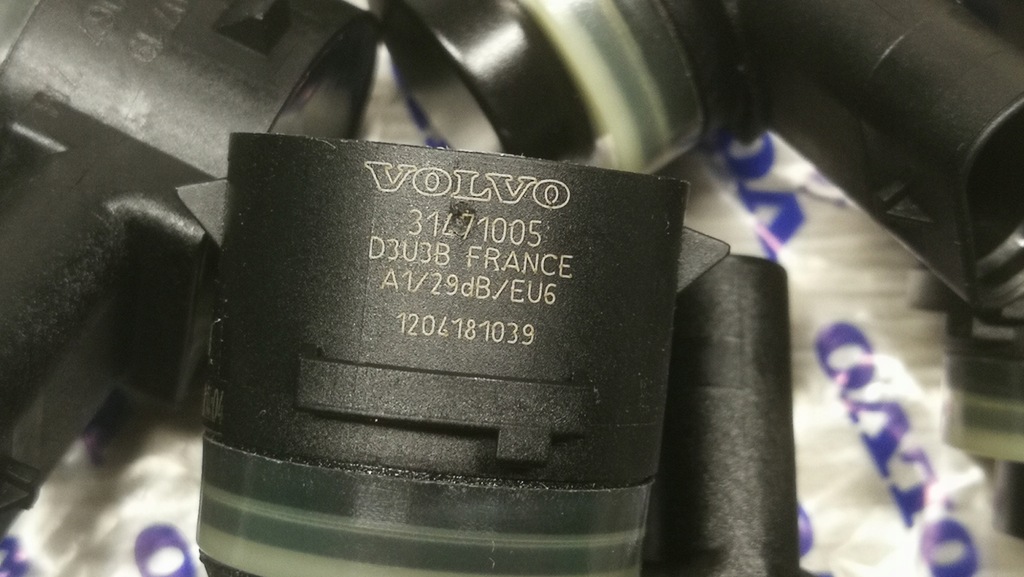 VOLVO
31471005
D3U3B FRANCE
A1/29dB/EU6
1204181039